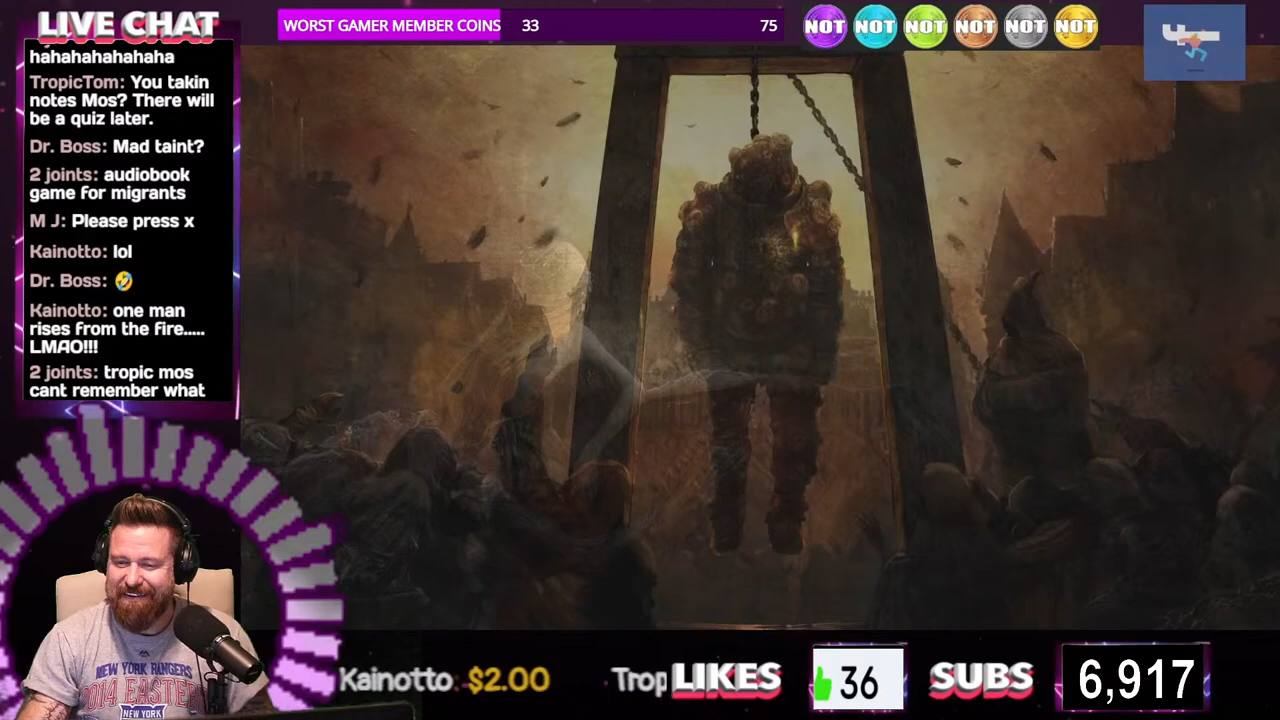 LIVE CHAT
hahahahahahaha
TropicTom: You takin
notes Mos? There will
be a quiz later.
Dr. Boss: Mad taint?
2 joints: audiobook
game for migrants
M J: Please press x
Kainotto: lol
Dr. Boss: 🤣
Kainotto: one man
rises from the fire.....
LMAO!!!
2 joints: tropic mos
cant remember what
WORST GAMER MEMBER COINS 33 75
NOT NOT NOT NOT NOT NOT
NEW YORK RANGERS
2014 EASTE
NEW YORK
Kainotto $2.00 Trop
LIKES 36 SUBS 6,917